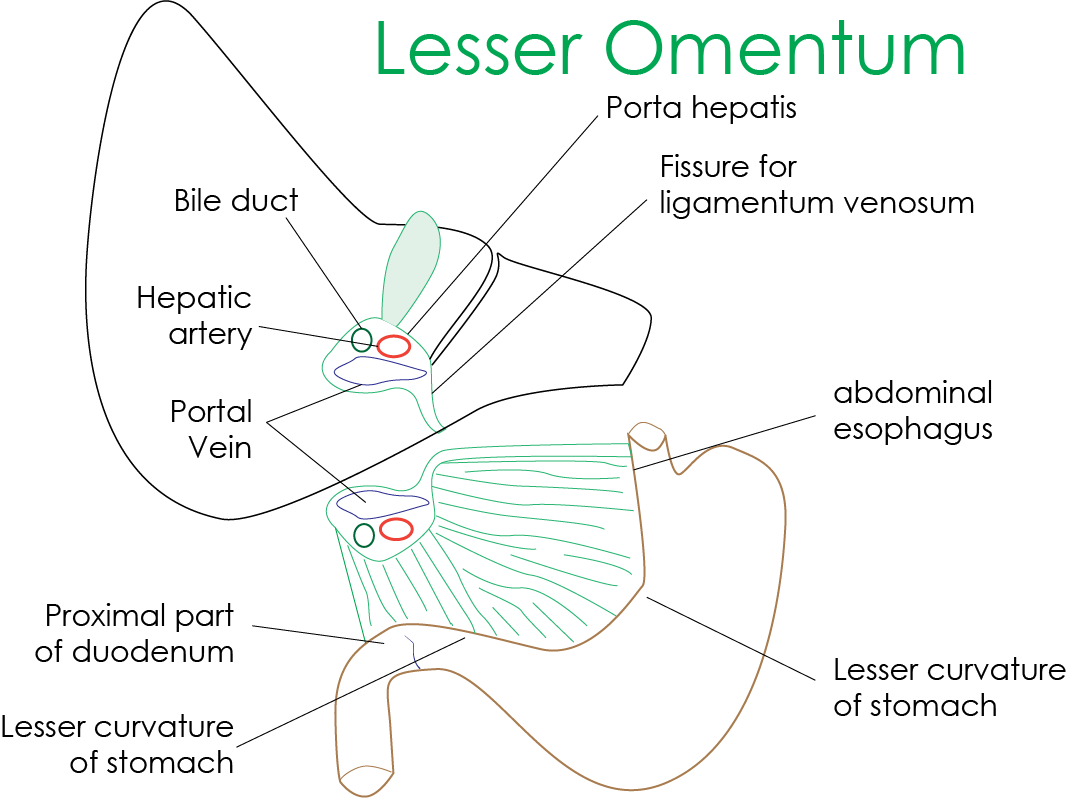 Lesser Omentum
Porta hepatis
Fissure for
ligamentum venosum
Bile duct
Hepatic
artery
Portal
Vein
abdominal
esophagus
Proximal part
of duodenum
Lesser curvature
of stomach
Lesser curvature
of stomach